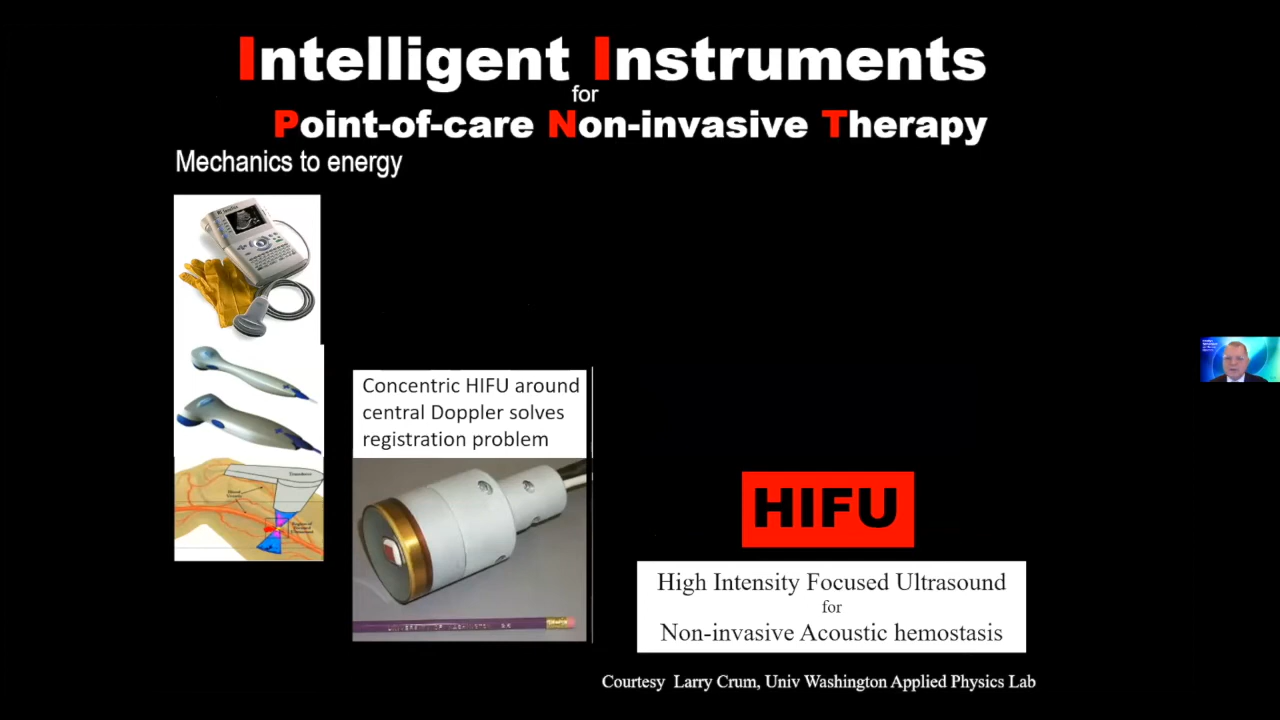 Intelligent Instruments
for
Point-of-care Non-invasive Therapy
Mechanics to energy
Concentric HIFU around
central Doppler solves
registration problem
HIFU
High Intensity Focused Ultrasound
for
Non-invasive Acoustic hemostasis
Courtesy Larry Crum, Univ Washington Applied Physics Lab